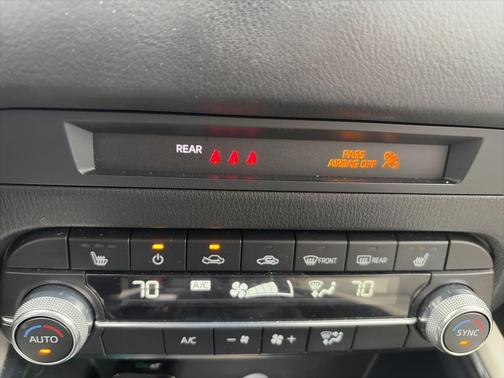 REAR
PASS
AIRBAG OFF
FRONT
REAR
70
A/C
70
AUTO
A/C
SYNC